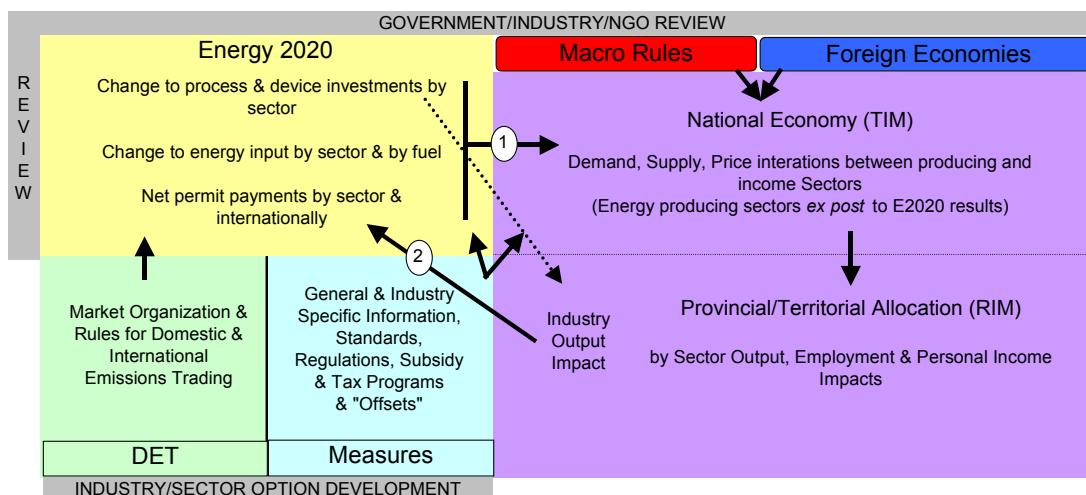 GOVERNMENT/INDUSTRY/NGO REVIEW
REVIEW
Energy 2020
Change to process & device investments by
sector
Change to energy input by sector & by fuel
Net permit payments by sector &
internationally
Macro Rules
Foreign Economies
1
National Economy (TIM)
Demand, Supply, Price interations between producing and
income Sectors
(Energy producing sectors ex post to E2020 results)
2
Market Organization &
Rules for Domestic &
International
Emissions Trading
General & Industry
Specific Information,
Standards,
Regulations, Subsidy
& Tax Programs
& "Offsets"
Industry
Output
Impact
Provincial/Territorial Allocation (RIM)
by Sector Output, Employment & Personal Income
Impacts
DET
Measures
INDUSTRY/SECTOR OPTION DEVELOPMENT